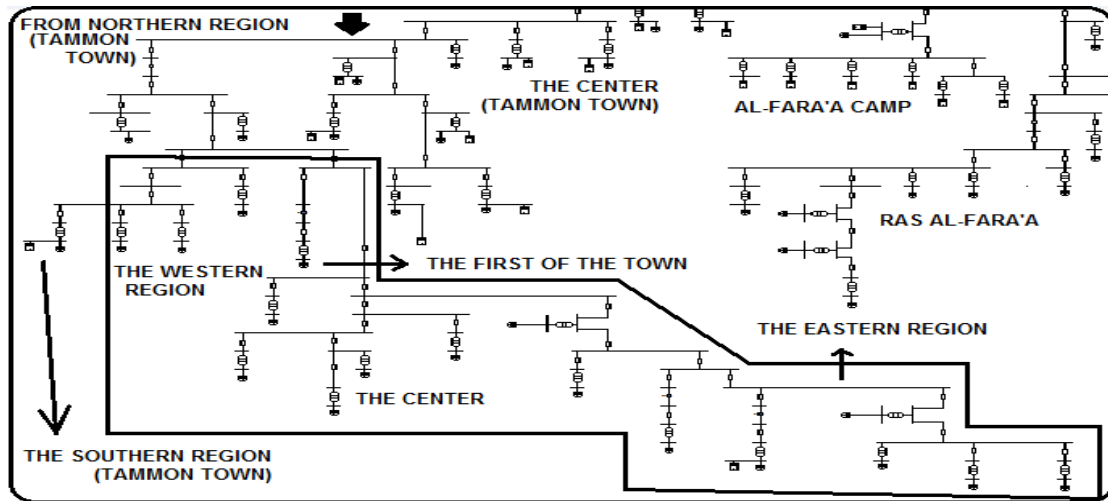 FROM NORTHERN REGION
(TAMMON
TOWN)
THE CENTER
(TAMMON TOWN)
AL-FARA'A CAMP
RAS AL-FARA'A
THE WESTERN
REGION
THE FIRST OF THE TOWN
THE EASTERN REGION
THE CENTER
THE SOUTHERN REGION
(TAMMON TOWN)